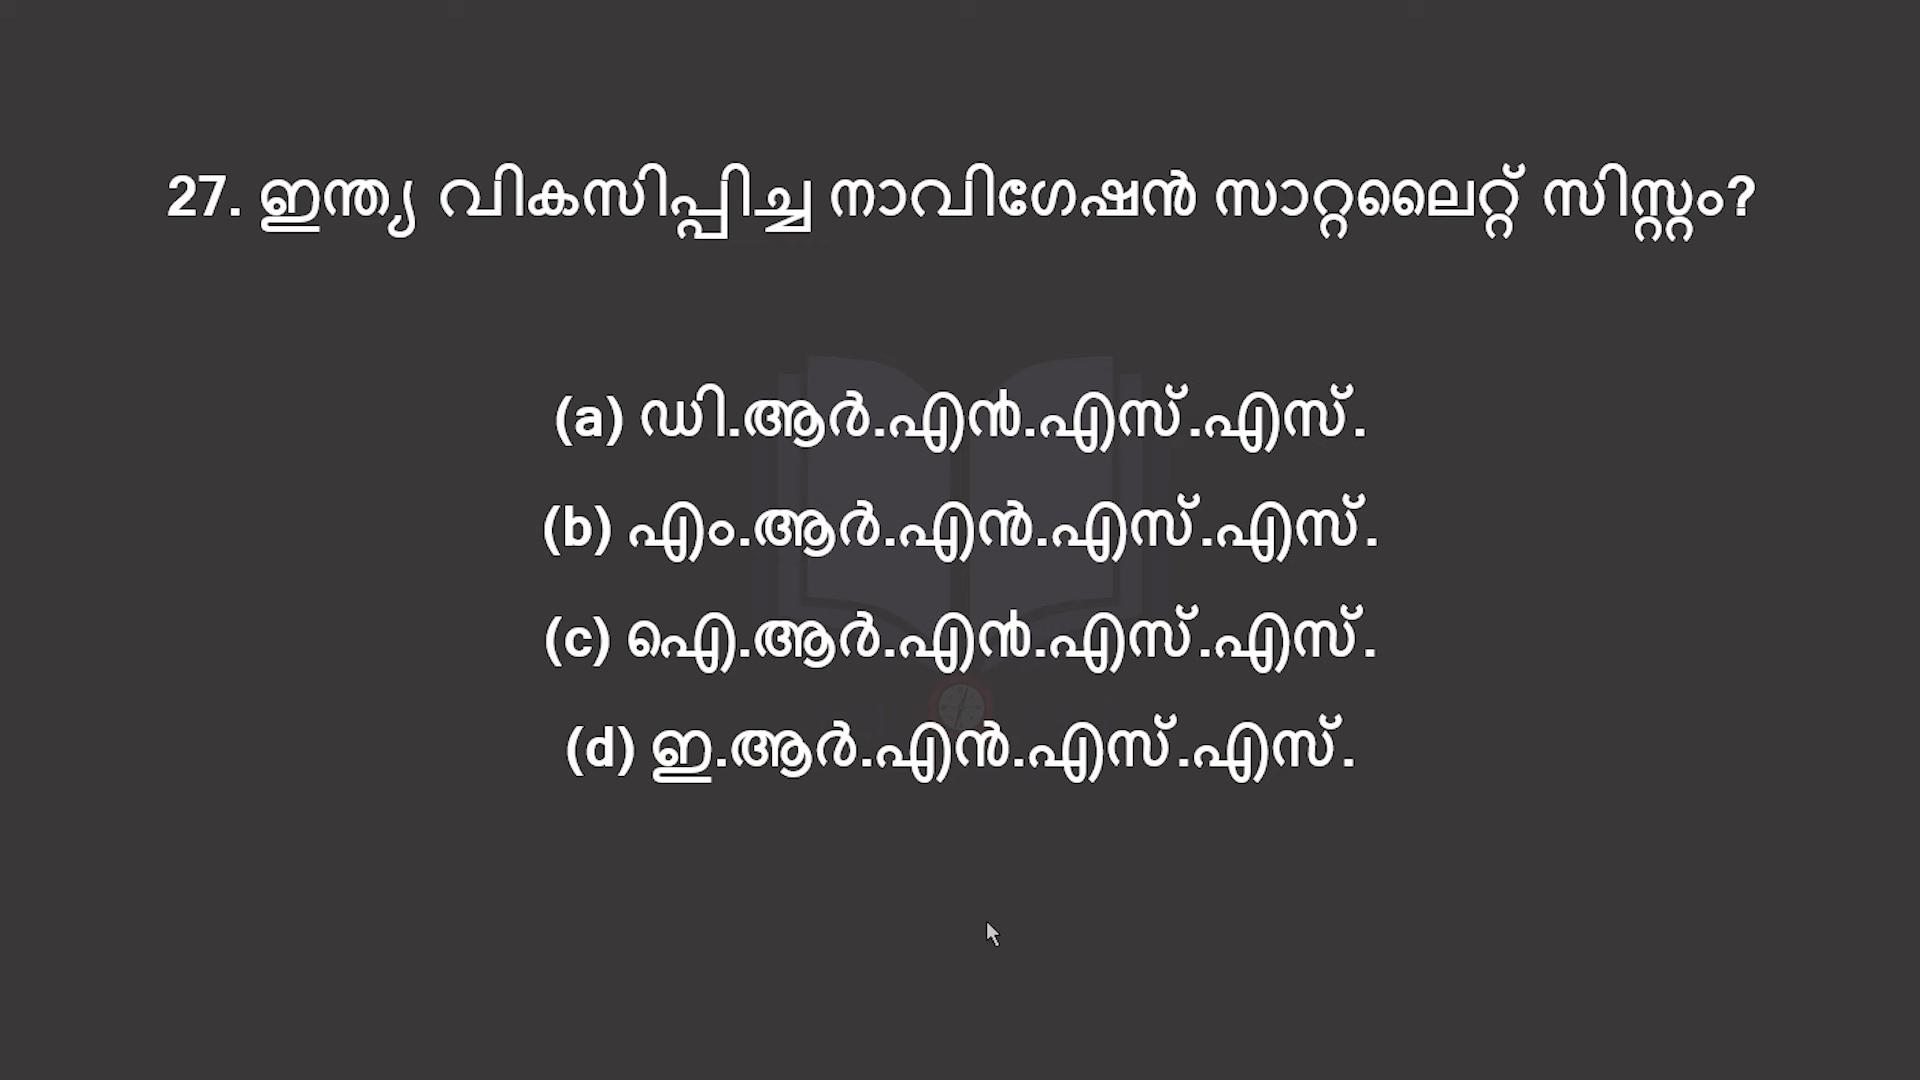 27. ഇന്ത്യ വികസിപ്പിച്ച നാവിഗേഷൻ സാറ്റലൈറ്റ് സിസ്റ്റം?
(a) ഡി.ആർ.എൻ.എസ്.എസ്.
(b) എം.ആർ.എൻ.എസ്.എസ്.
(c) ഐ.ആർ.എൻ.എസ്.എസ്.
(d) ഇ.ആർ.എൻ.എസ്.എസ്.